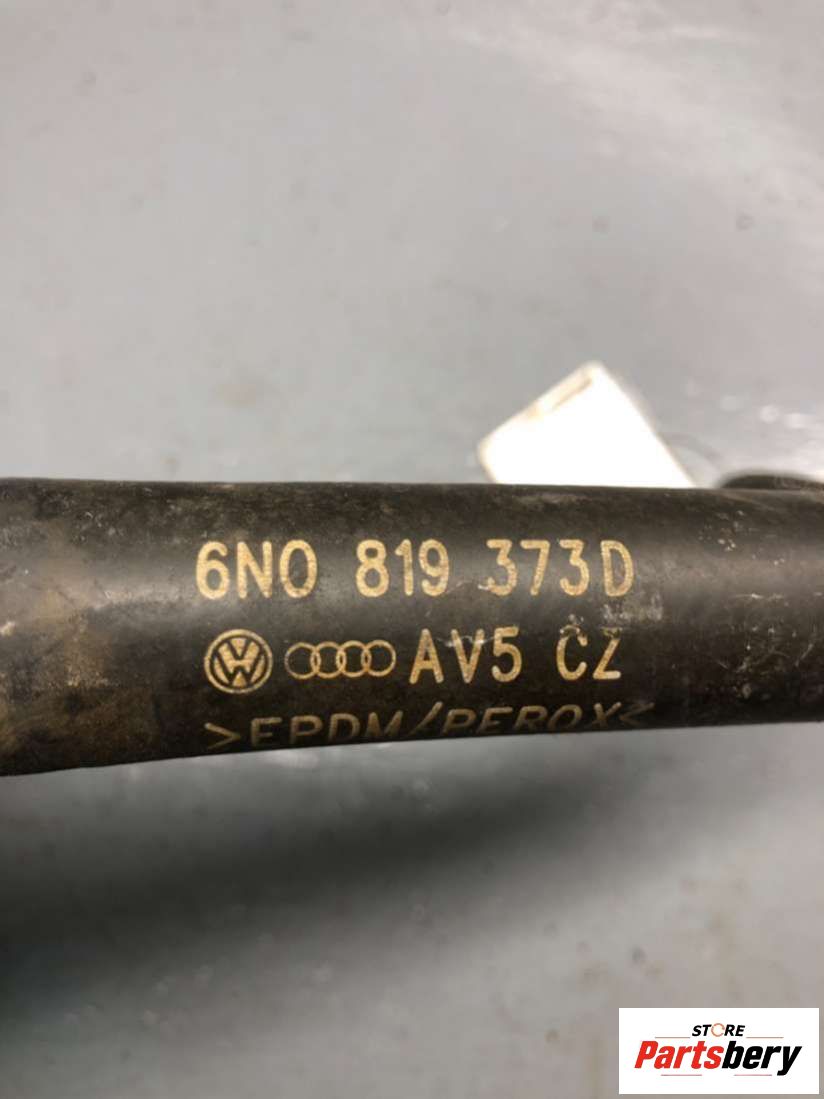 6N0 819 373D
AV5 CZ
>EPDM/PEROX<
STORE
Partsbery